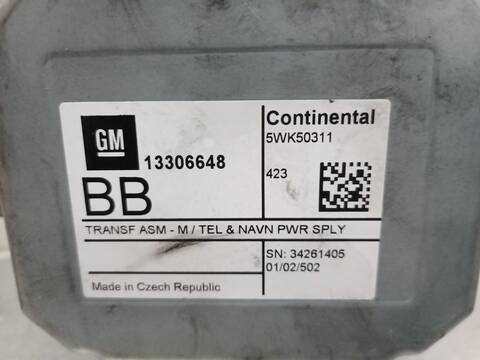 GM
13306648
BB
Continental
5WK50311
423
TRANSF ASM - M / TEL & NAVN PWR SPLY
SN: 34261405
01/02/502
Made in Czech Republic